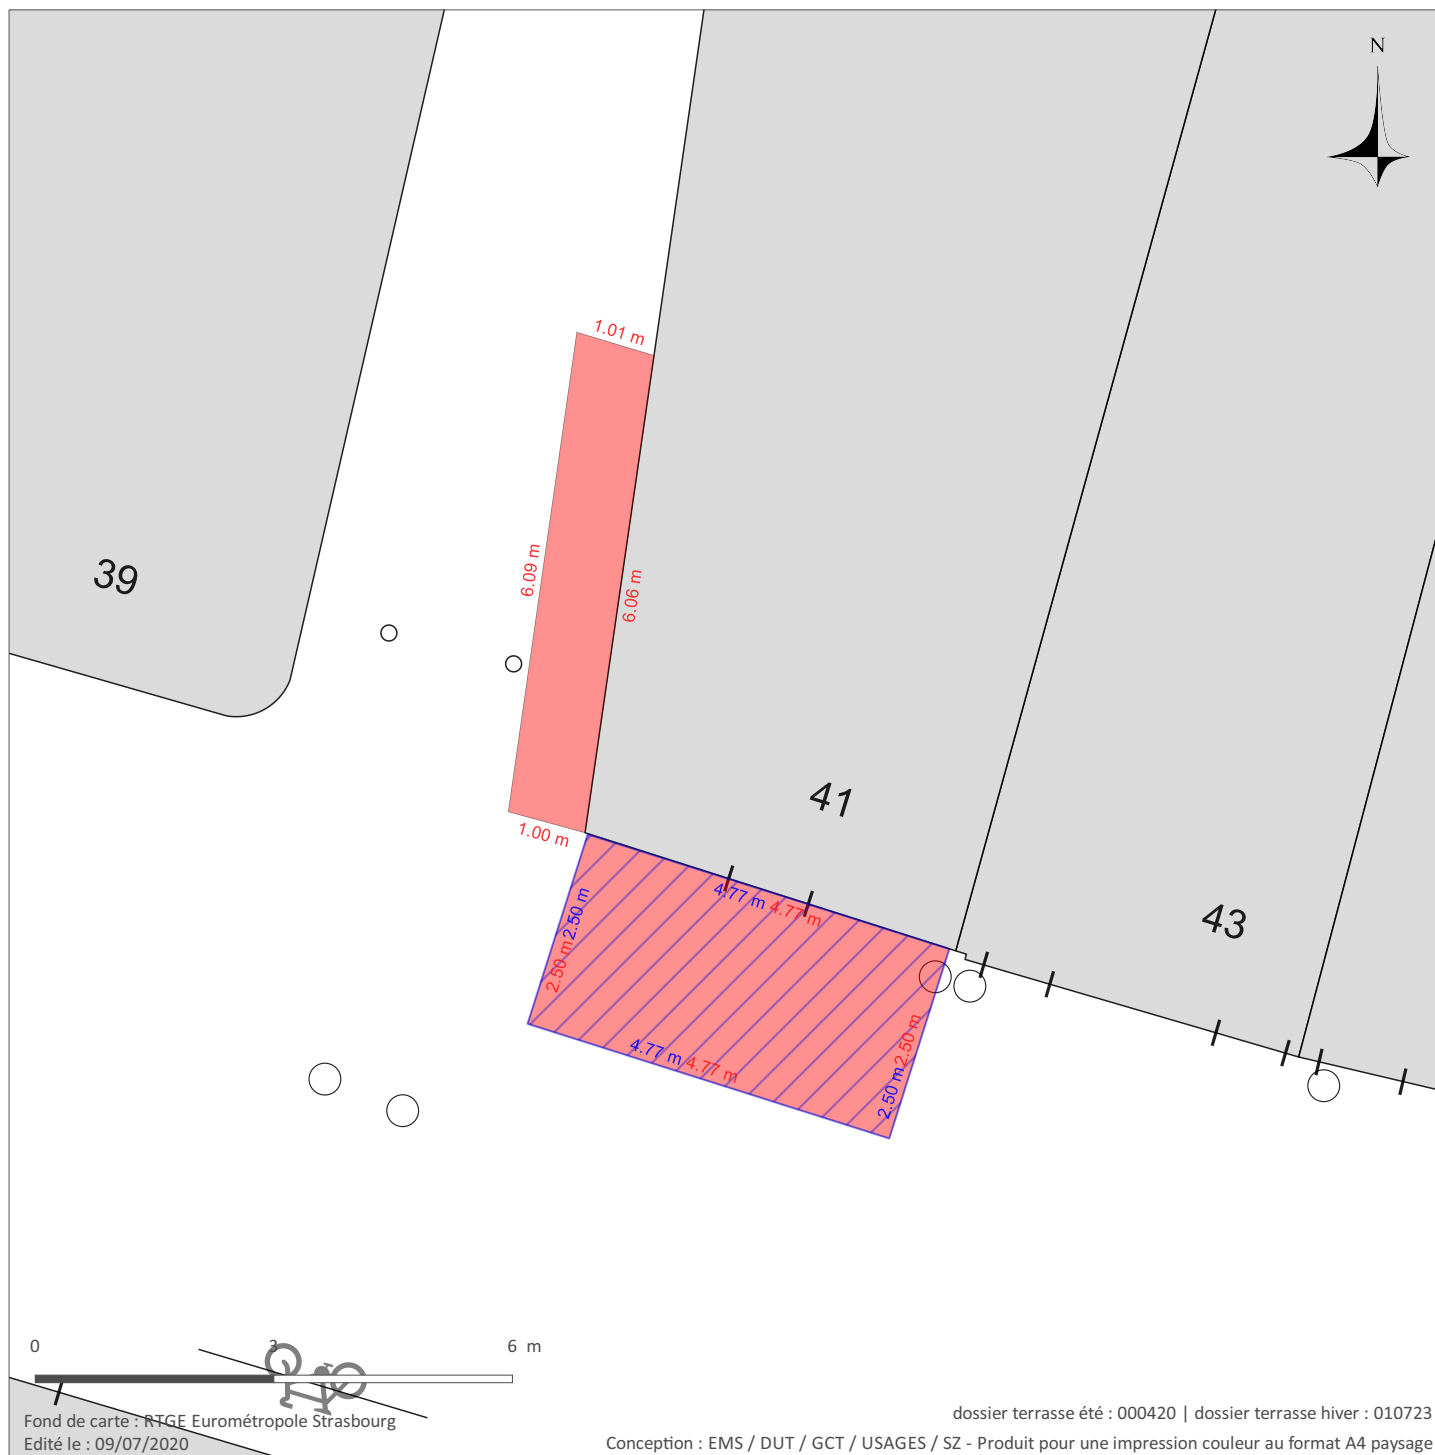 N
1.01 m
6.09 m
6.06 m
39
1.00 m
41
4.77 m 4.77 m
2.50 m 2.50 m
43
4.77 m 4.77 m
2.50 m 2.50 m
0 3 6 m
Fond de carte : RTGE Eurométropole Strasbourg
Edité le : 09/07/2020
dossier terrasse été : 000420 | dossier terrasse hiver : 010723
Conception : EMS / DUT / GCT / USAGES / SZ - Produit pour une impression couleur au format A4 paysage